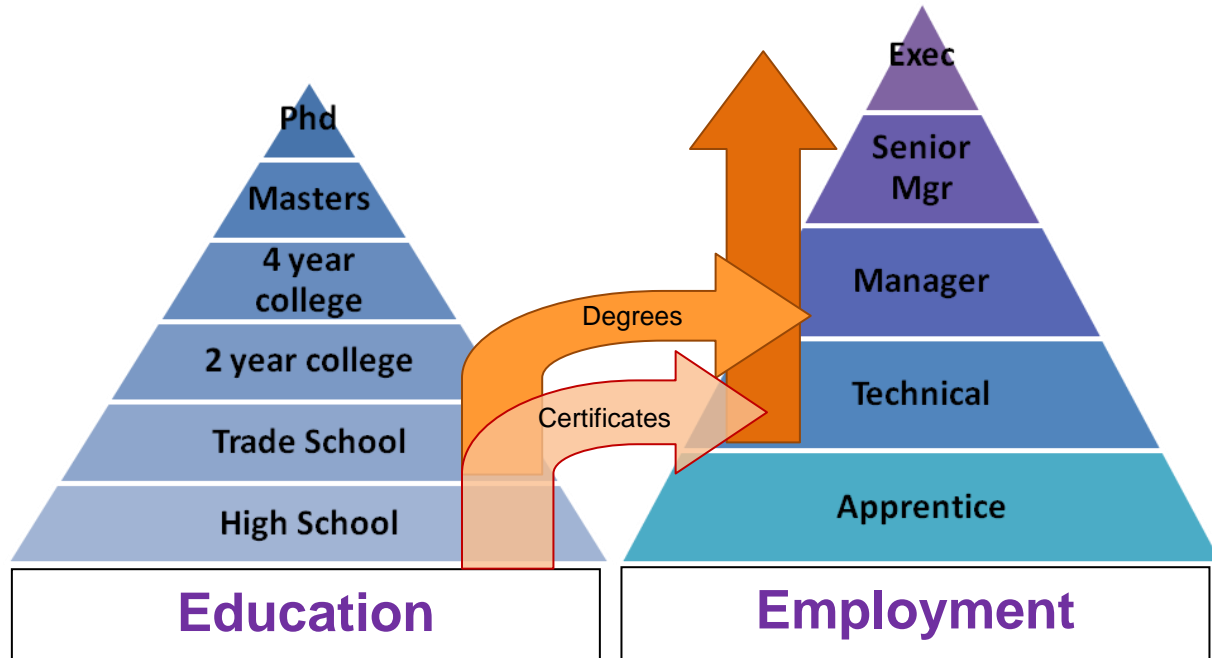 Phd
Masters
4 year
college
2 year college
Trade School
High School
Education
Degrees
Certificates
Exec
Senior
Mgr
Manager
Technical
Apprentice
Employment